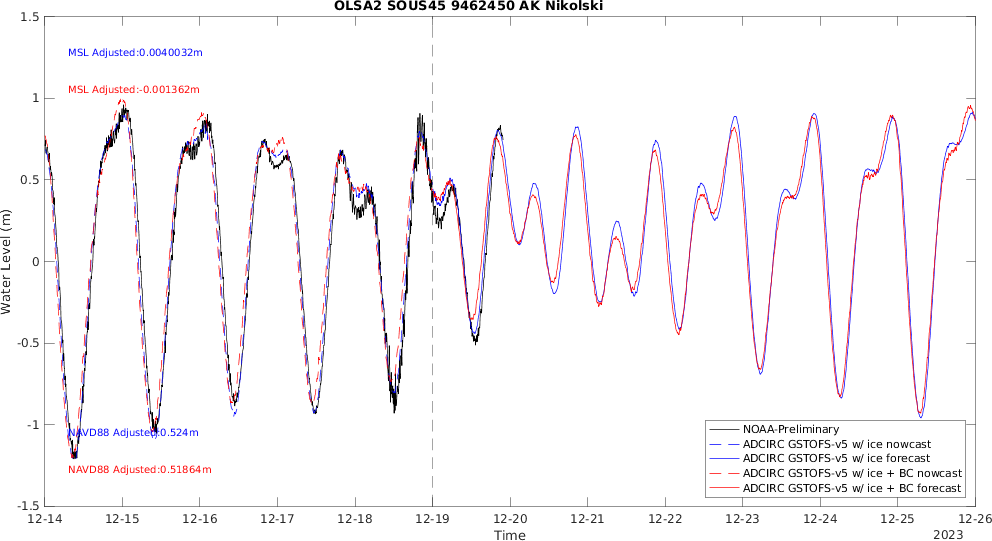 OLSA2 SOUS45 9462450 AK Nikolski
1.5
1
0.5
0
-0.5
-1
-1.5
Water Level (m)
MSL Adjusted:0.0040032m
MSL Adjusted:-0.001362m
NAVD88 Adjusted:0.524m
NAVD88 Adjusted:0.51864m
NOAA-Preliminary
ADCIRC GSTOFS-v5 w/ ice nowcast
ADCIRC GSTOFS-v5 w/ ice forecast
ADCIRC GSTOFS-v5 w/ ice + BC nowcast
ADCIRC GSTOFS-v5 w/ ice + BC forecast
12-14 12-15 12-16 12-17 12-18 12-19 12-20 12-21 12-22 12-23 12-24 12-25 12-26
Time
2023